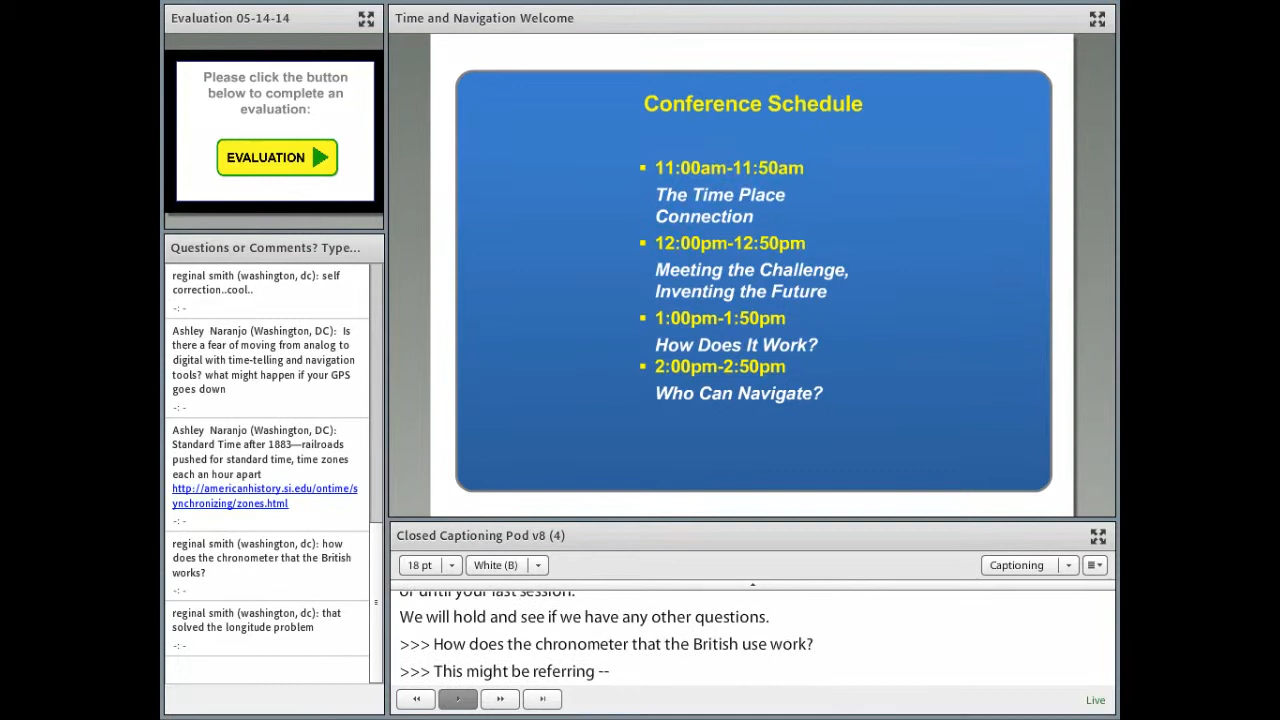 Evaluation 05-14-14
Please click the button
below to complete an
evaluation:
EVALUATION
Questions or Comments? Type...
reginal smith (washington, dc): self
correction..cool..
-: -
Ashley Naranjo (Washington, DC): Is
there a fear of moving from analog to
digital with time-telling and navigation
tools? what might happen if your GPS
goes down
-: -
Ashley Naranjo (Washington, DC):
Standard Time after 1883—railroads
pushed for standard time, time zones
each an hour apart
http://americanhistory.si.edu/ontime/s
ynchronizing/zones.html
-: -
reginal smith (washington, dc): how
does the chronometer that the British
works?
-: -
reginal smith (washington, dc): that
solved the longitude problem
-: -
Time and Navigation Welcome
Conference Schedule
11:00am-11:50am
The Time Place
Connection
12:00pm-12:50pm
Meeting the Challenge,
Inventing the Future
1:00pm-1:50pm
How Does It Work?
2:00pm-2:50pm
Who Can Navigate?
Closed Captioning Pod v8 (4)
18 pt White (B) Captioning
or until your last session.
We will hold and see if we have any other questions.
>>> How does the chronometer that the British use work?
>>> This might be referring --
Live